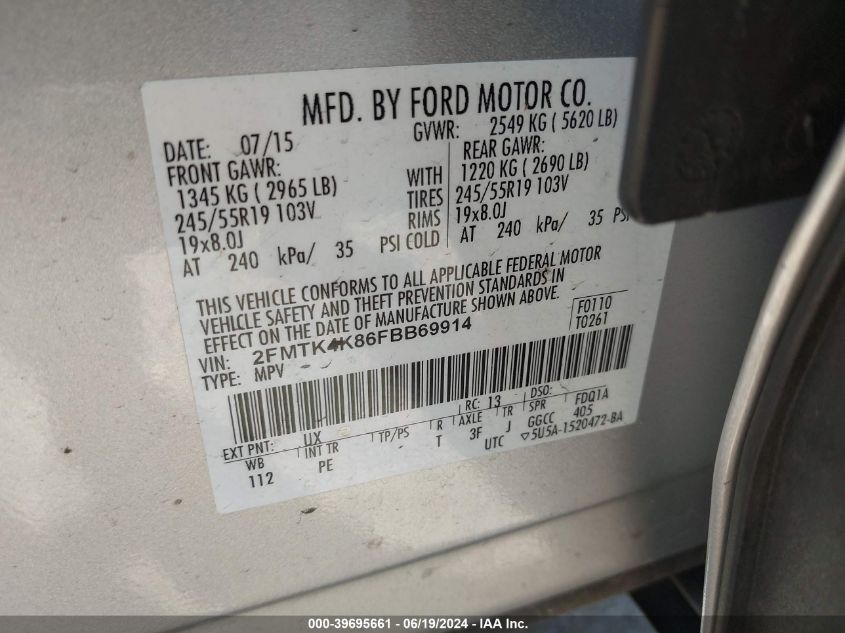 MFD. BY FORD MOTOR CO.
DATE: 07/15 GVWR: 2549 KG ( 5620 LB)
FRONT GAWR: REAR GAWR:
1345 KG ( 2965 LB) WITH 1220 KG ( 2690 LB)
245/55R19 103V TIRES 245/55R19 103V
19x8.0J RIMS 19x8.0J
AT 240 kPa/ 35 PSI COLD AT 240 kPa/ 35 PSI
THIS VEHICLE CONFORMS TO ALL APPLICABLE FEDERAL MOTOR
VEHICLE SAFETY AND THEFT PREVENTION STANDARDS IN
EFFECT ON THE DATE OF MANUFACTURE SHOWN ABOVE.
VIN: 2FMTK4K86FBB69914 F0110
TYPE: MPV T0261
EXT PNT: UX RC: 13 DSO: FDQ1A
WB INT TR TP/PS R AXLE TR SPR 405
112 PE - T 3F J GGCC
UTC ▽5U5A-1520472-BA
000-39695661 - 06/19/2024 - IAAI.com.